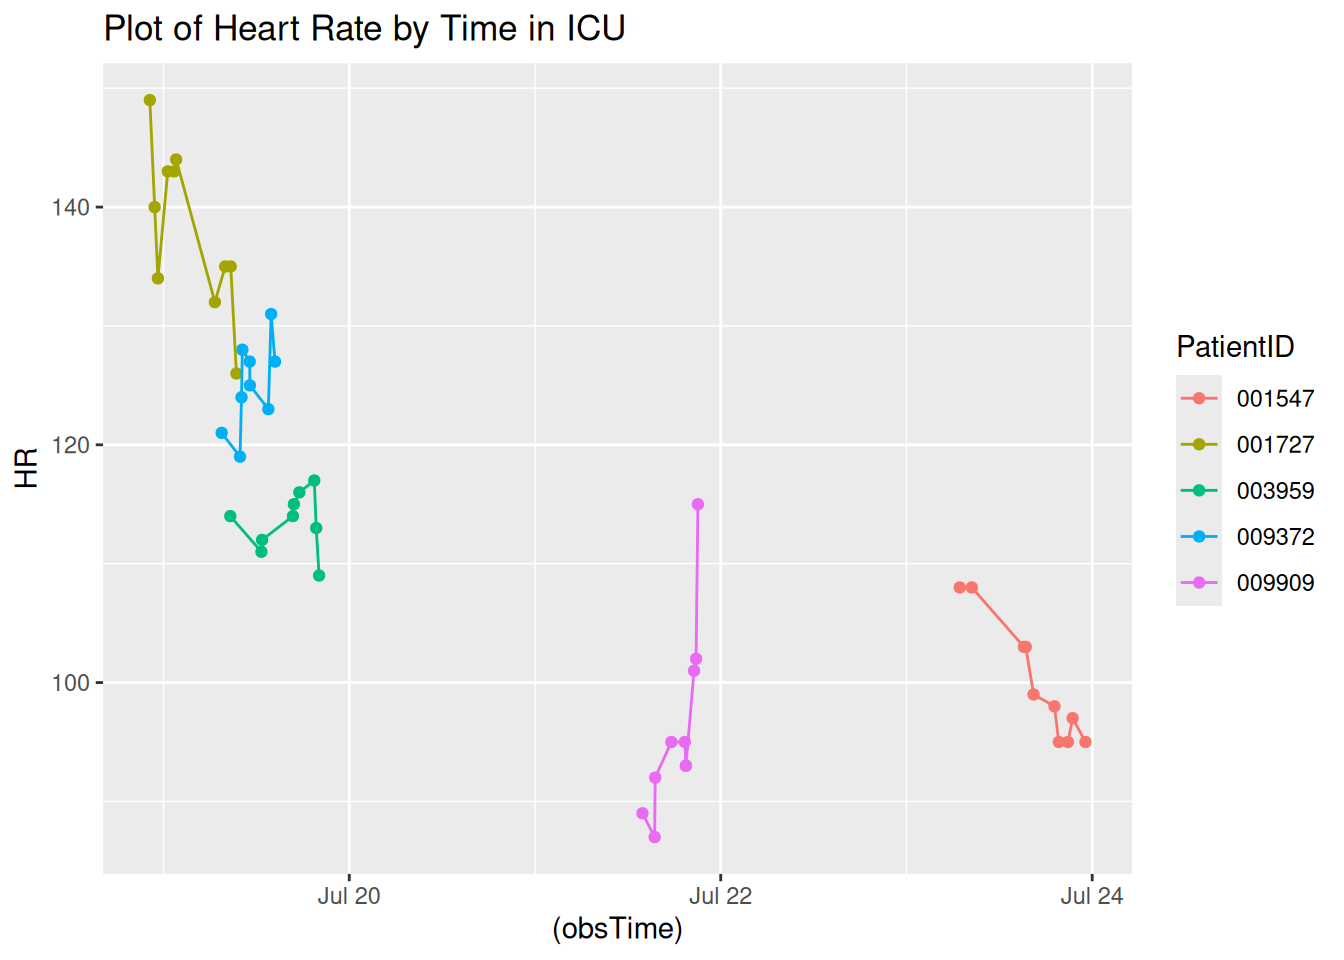 Plot of Heart Rate by Time in ICU
HR
140
120
100
Jul 20
Jul 22
Jul 24
(obsTime)
PatientID
001547
001727
003959
009372
009909